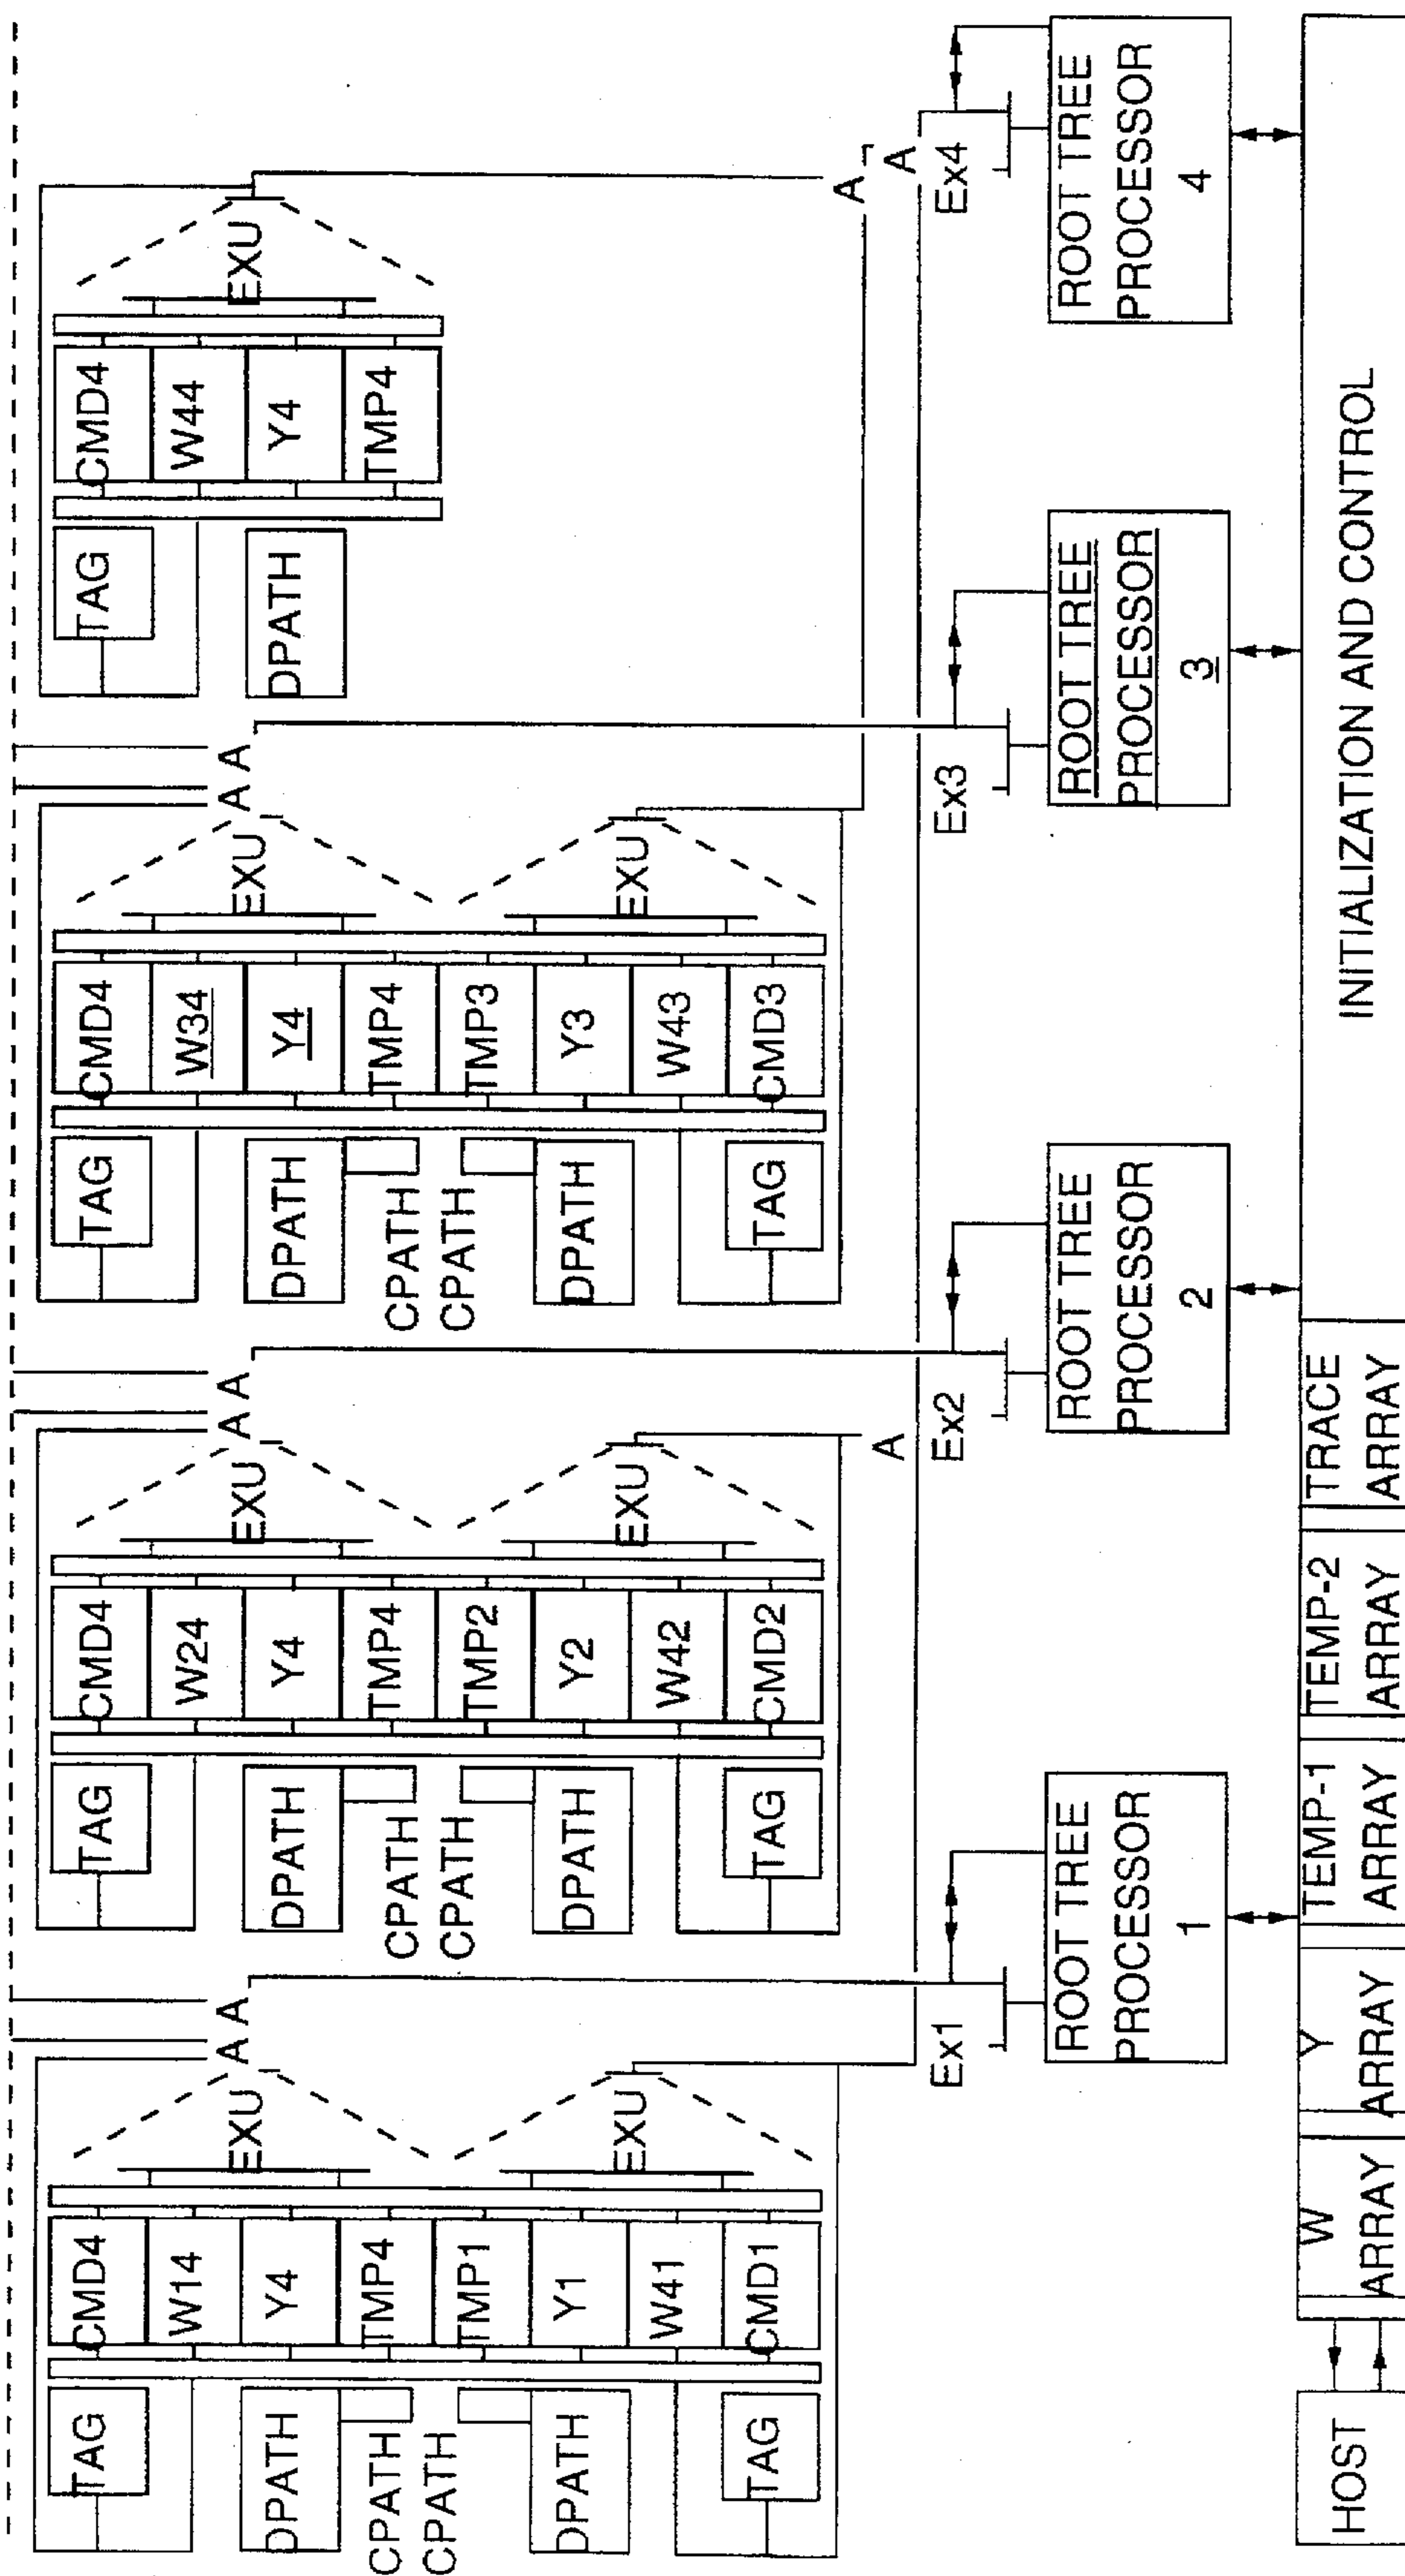 TAG
CMD4
W14
Y4
TMP4
DPATH
CPATH
EXU
A
A
CPATH
TMP1
Y1
W41
CMD1
DPATH
TAG
EXU
TAG
CMD4
W24
Y4
TMP4
DPATH
CPATH
EXU
A
A
CPATH
TMP2
Y2
W42
CMD2
DPATH
TAG
EXU
A
TAG
CMD4
W34
Y4
TMP4
DPATH
CPATH
EXU
A
A
CPATH
TMP3
Y3
W43
CMD3
DPATH
TAG
EXU
TAG
CMD4
W44
Y4
TMP4
DPATH
EXU
A
A
Ex1
Ex2
Ex3
Ex4
ROOT TREE
PROCESSOR
1
ROOT TREE
PROCESSOR
2
ROOT TREE
PROCESSOR
3
ROOT TREE
PROCESSOR
4
HOST
W
ARRAY
Y
ARRAY
TEMP-1
ARRAY
TEMP-2
ARRAY
TRACE
ARRAY
INITIALIZATION AND CONTROL